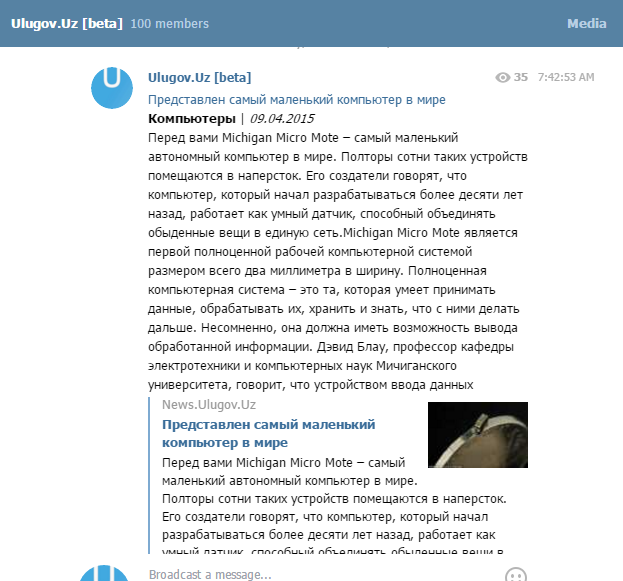 Ulugov.Uz [beta] 100 members Media
Ulugov.Uz [beta] 35 7:42:53 AM
Представлен самый маленький компьютер в мире
Компьютеры | 09.04.2015
Перед вами Michigan Micro Mote – самый маленький
автономный компьютер в мире. Полторы сотни таких устройств
помещаются в наперсток. Его создатели говорят, что
компьютер, который начал разрабатываться более десяти лет
назад, работает как умный датчик, способный объединять
обыденные вещи в единую сеть.Michigan Micro Mote является
первой полноценной рабочей компьютерной системой
размером всего два миллиметра в ширину. Полноценная
компьютерная система – это та, которая умеет принимать
данные, обрабатывать их, хранить и знать, что с ними делать
дальше. Несомненно, она должна иметь возможность вывода
обработанной информации. Дэвид Блау, профессор кафедры
электротехники и компьютерных наук Мичиганского
университета, говорит, что устройством ввода данных
News.Ulugov.Uz
Представлен самый маленький
компьютер в мире
Перед вами Michigan Micro Mote – самый
маленький автономный компьютер в мире.
Полторы сотни таких устройств помещаются в наперсток.
Его создатели говорят, что компьютер, который начал
разрабатываться более десяти лет назад, работает как
умный датчик, способный объединять обыденные вещи в
Broadcast a message...